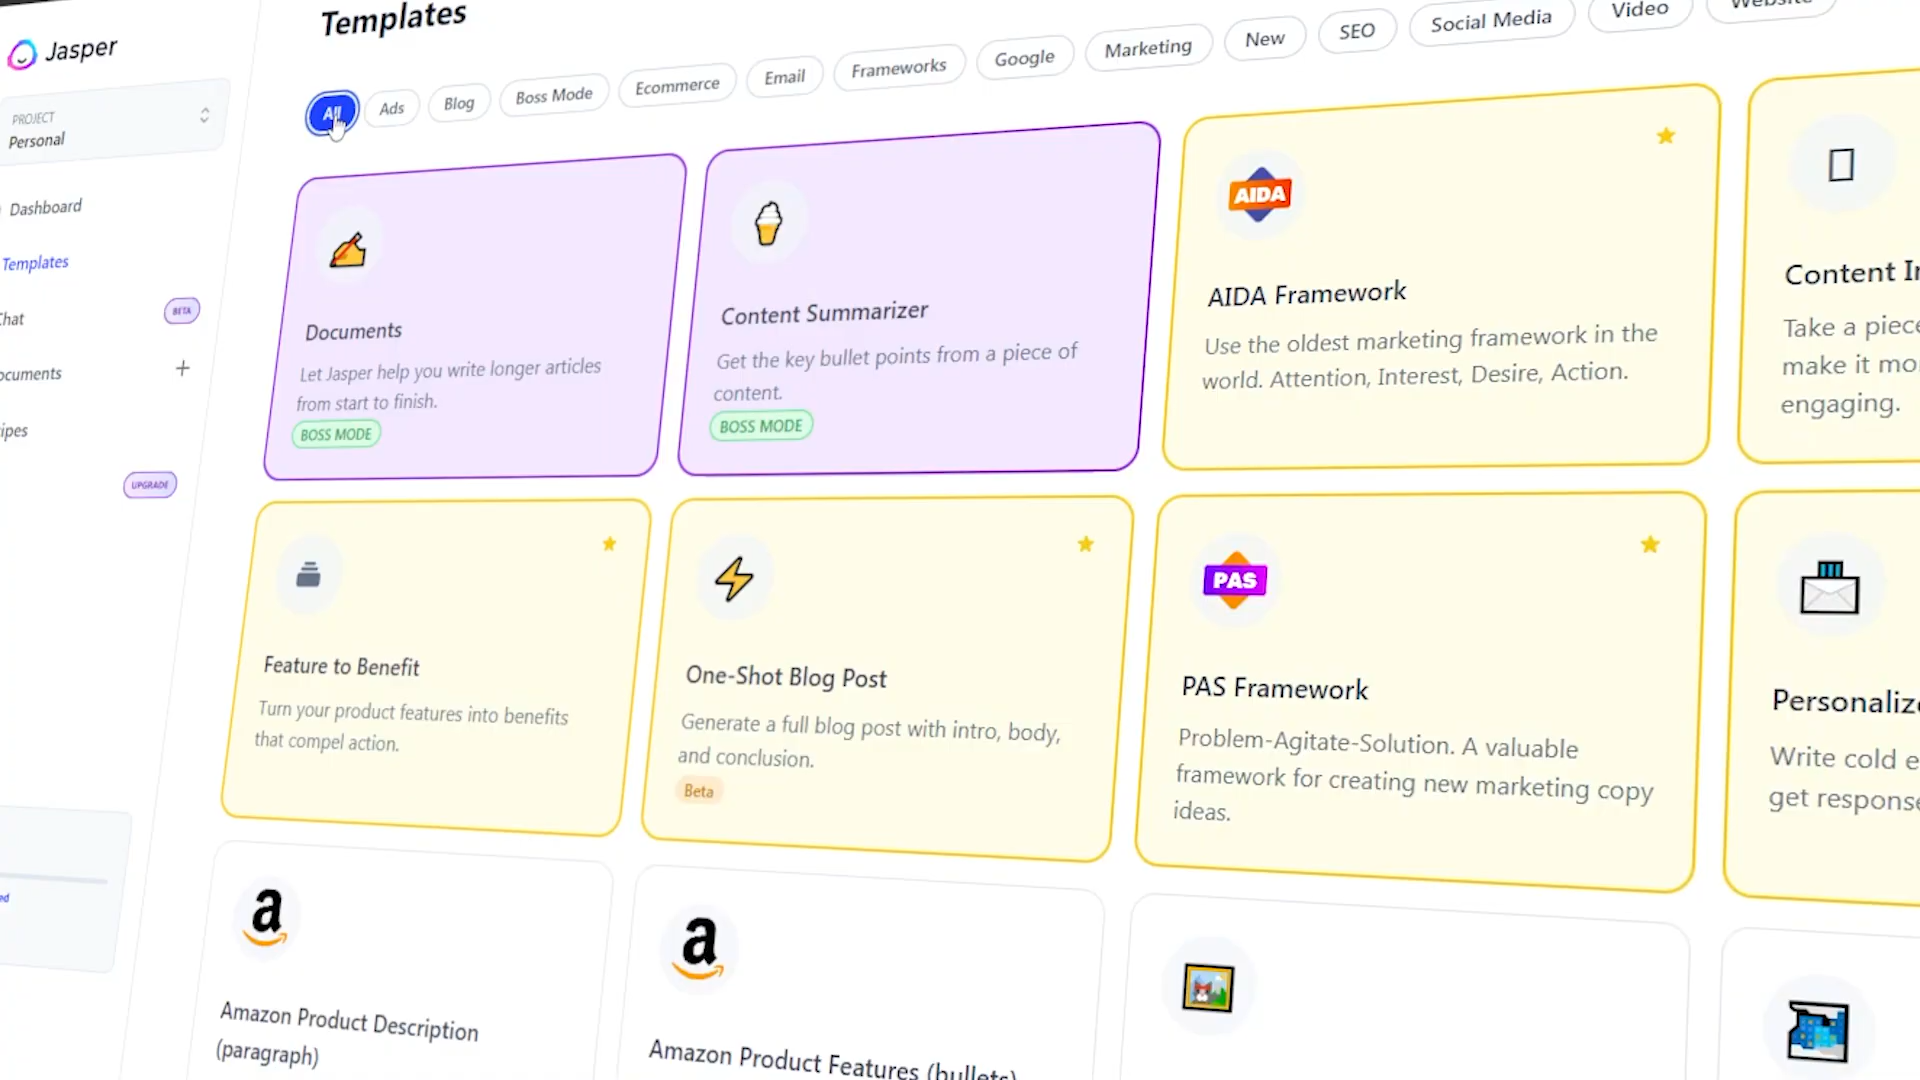 Templates
Jasper
PROJECT
Personal
Dashboard
Templates
Chat
BETA
ocuments
+
ipes
UPGRADE
ed
All
Ads
Blog
Boss Mode
Ecommerce
Email
Frameworks
Google
Marketing
New
SEO
Social Media
Video
Website
Documents
Let Jasper help you write longer articles
from start to finish.
BOSS MODE
Content Summarizer
Get the key bullet points from a piece of
content.
BOSS MODE
AIDA
AIDA Framework
Use the oldest marketing framework in the
world. Attention, Interest, Desire, Action.
Content I
Take a piece
make it mo
engaging.
Feature to Benefit
Turn your product features into benefits
that compel action.
One-Shot Blog Post
Generate a full blog post with intro, body,
and conclusion.
Beta
PAS
PAS Framework
Problem-Agitate-Solution. A valuable
framework for creating new marketing copy
ideas.
Personalize
Write cold e
get response
a
Amazon Product Description
(paragraph)
a
Amazon Product Features (bullets)